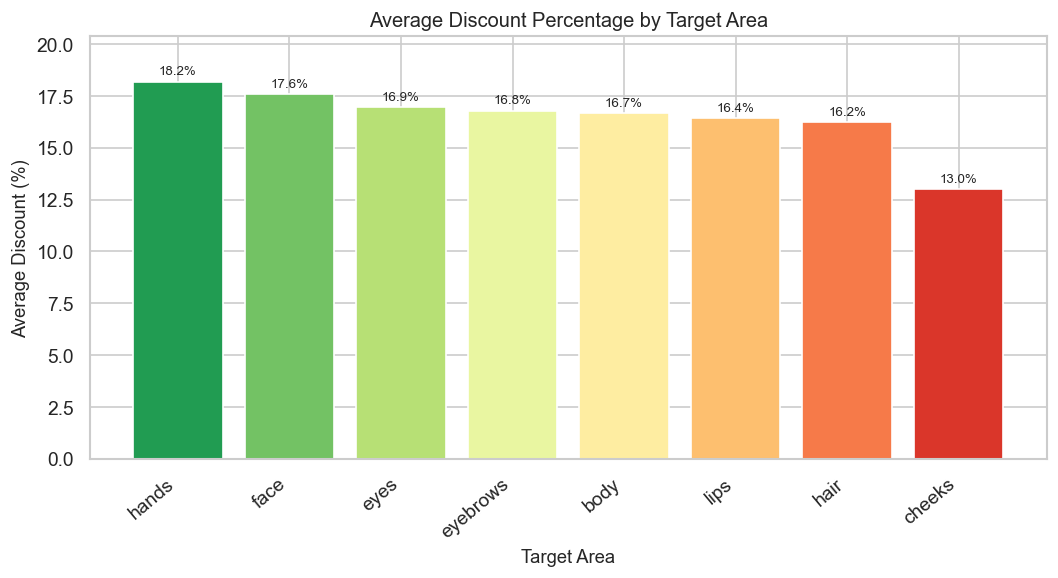 Average Discount Percentage by Target Area
20.0
17.5
15.0
12.5
10.0
7.5
5.0
2.5
0.0
Average Discount (%)
18.2%
17.6%
16.9%
16.8%
16.7%
16.4%
16.2%
13.0%
hands
face
eyes
eyebrows
body
lips
hair
cheeks
Target Area